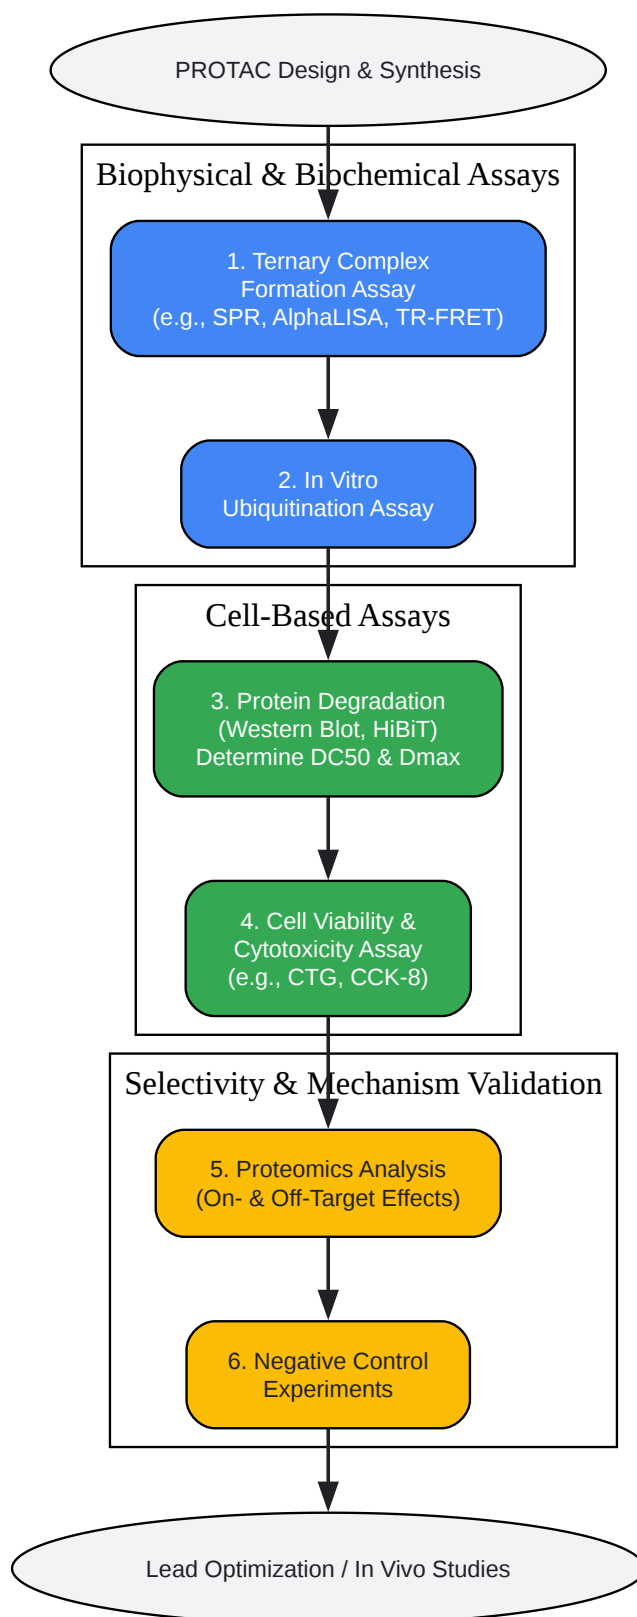 PROTAC Design & Synthesis
Biophysical & Biochemical Assays
1. Ternary Complex
Formation Assay
(e.g., SPR, AlphaLISA, TR-FRET)
2. In Vitro
Ubiquitination Assay
Cell-Based Assays
3. Protein Degradation
(Western Blot, HiBiT)
Determine DC50 & Dmax
4. Cell Viability &
Cytotoxicity Assay
(e.g., CTG, CCK-8)
Selectivity & Mechanism Validation
5. Proteomics Analysis
(On- & Off-Target Effects)
6. Negative Control
Experiments
Lead Optimization / In Vivo Studies